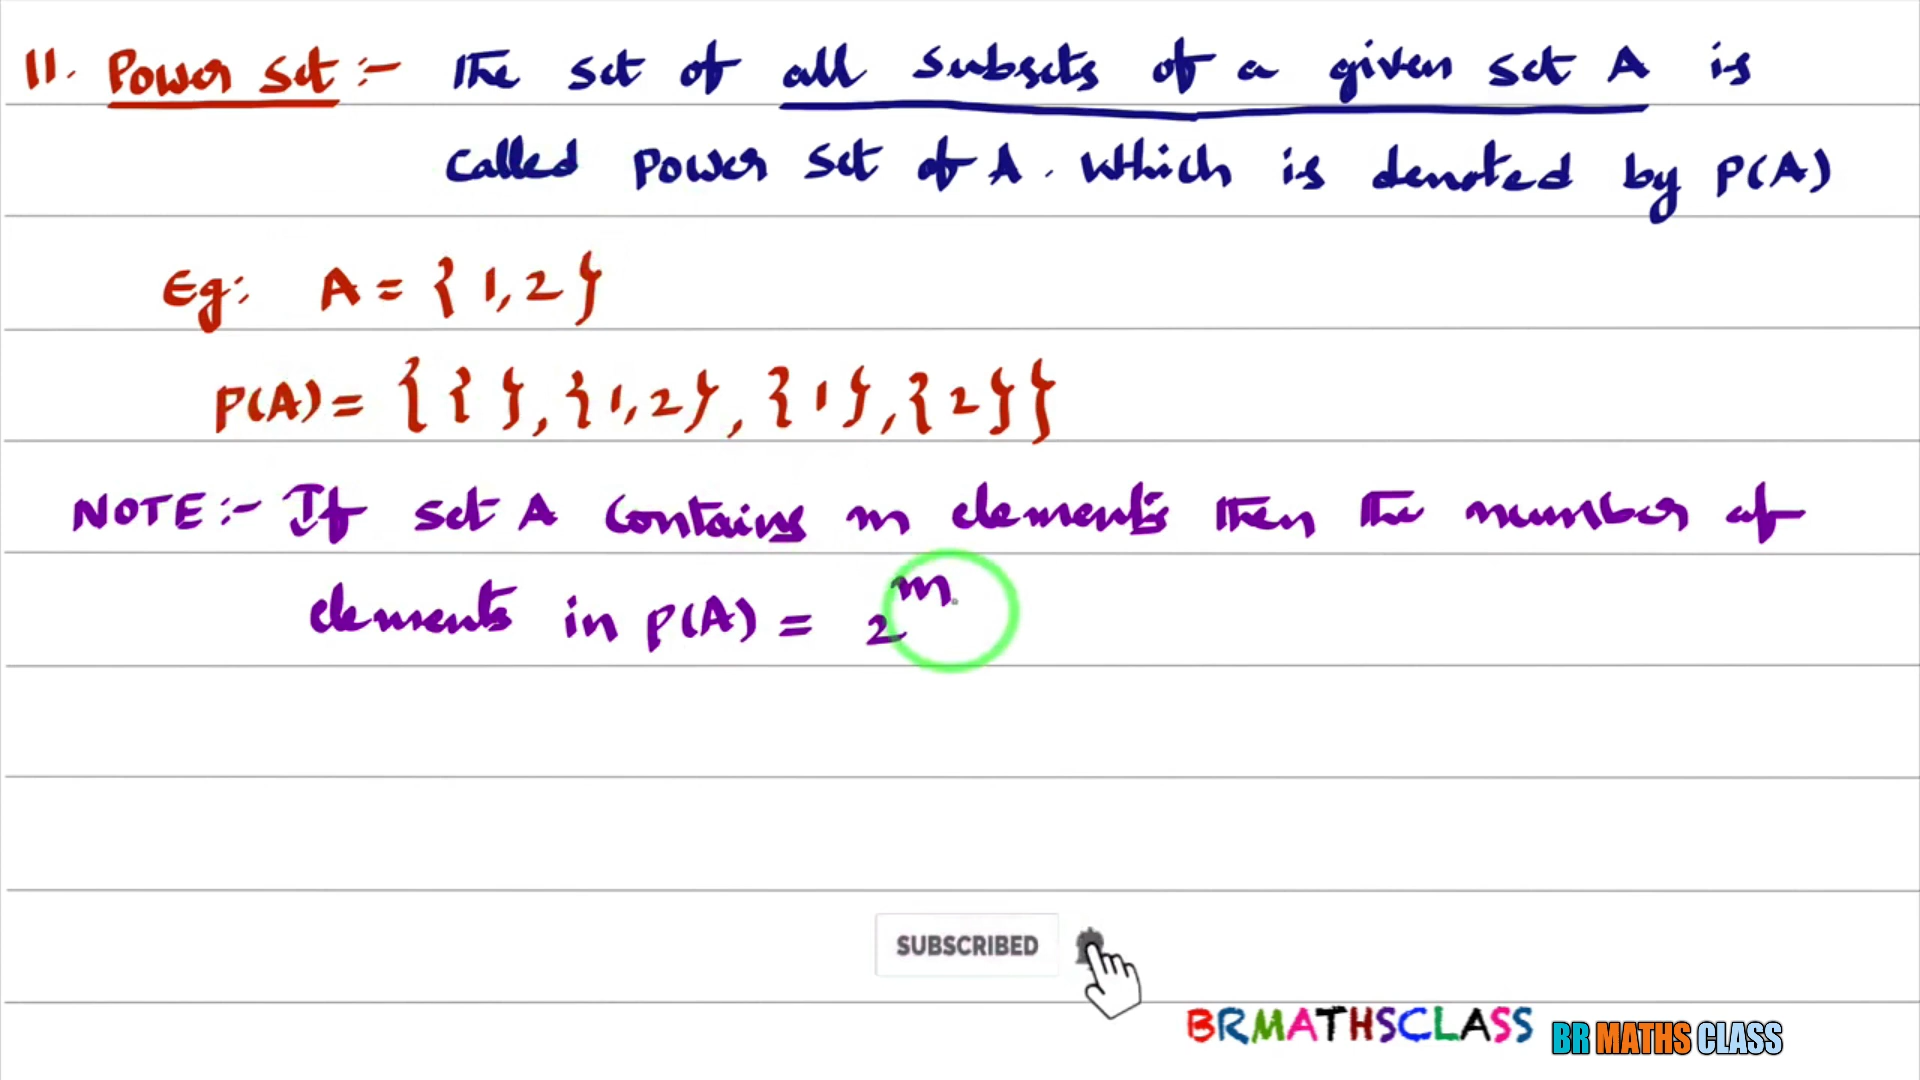 11. Power Set :- The set of all subsets of a given set A is
called Power Set of A. Which is denoted by P(A)
Eg: A = { 1, 2 }
P(A) = { { }, { 1, 2 }, { 1 }, { 2 } }
NOTE :- If set A Contains m elements then the number of
elements in P(A) = 2^m
SUBSCRIBED
BRMATHSCLASS
BR MATHS CLASS